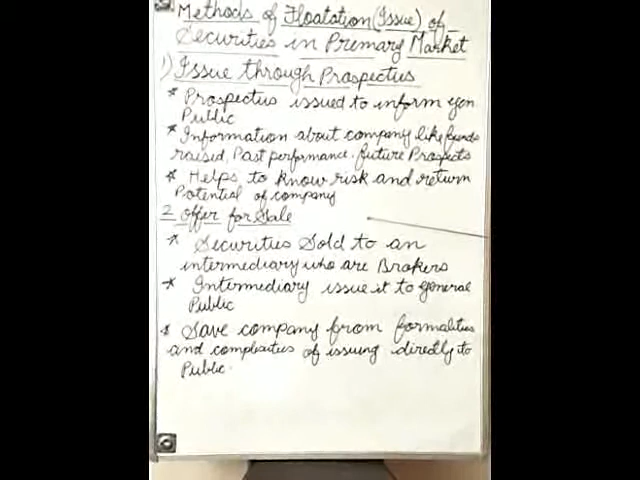 Methods of Floatation (Issue) of
Securities in Primary Market
1) Issue through Prospectus
* Prospectus issued to inform gen
Public
* Information about company like funds
raised, Past performance, future Prospects
* Helps to know risk and return
Potential of company
2 offer for Sale
* Securities Sold to an
intermediary who are Brokers
* Intermediary issue it to general
Public
* Save company from formalities
and complexities of issuing directly to
Public.